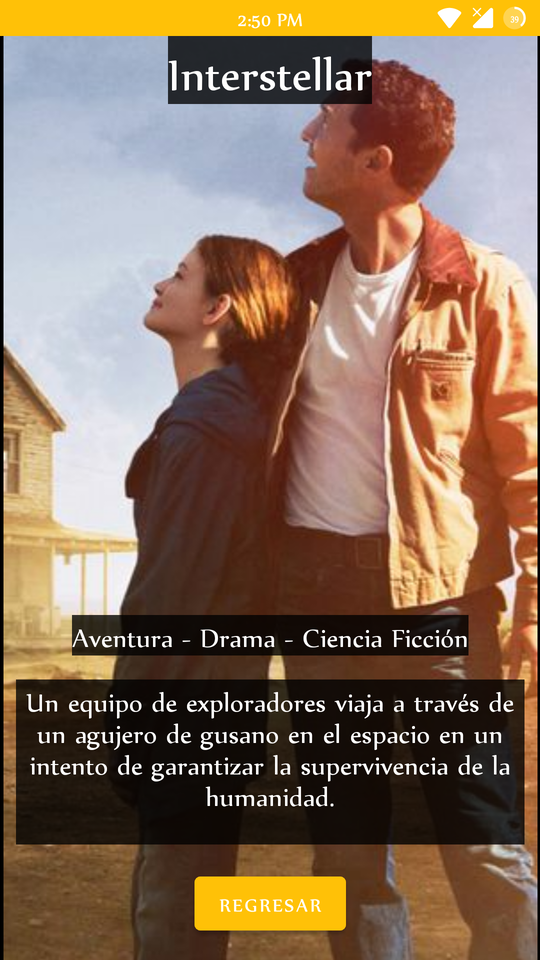 2:50 PM
39
Interstellar
Aventura - Drama - Ciencia Ficción
Un equipo de exploradores viaja a través de
un agujero de gusano en el espacio en un
intento de garantizar la supervivencia de la
humanidad.
REGRESAR